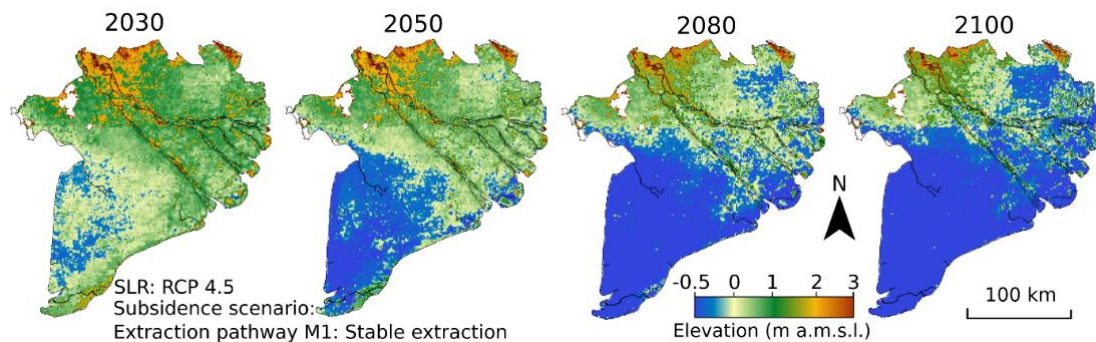 2030
2050
2080
2100
SLR: RCP 4.5
Subsidence scenario:
Extraction pathway M1: Stable extraction
N
-0.5 0 1 2 3
Elevation (m a.m.s.l.)
100 km